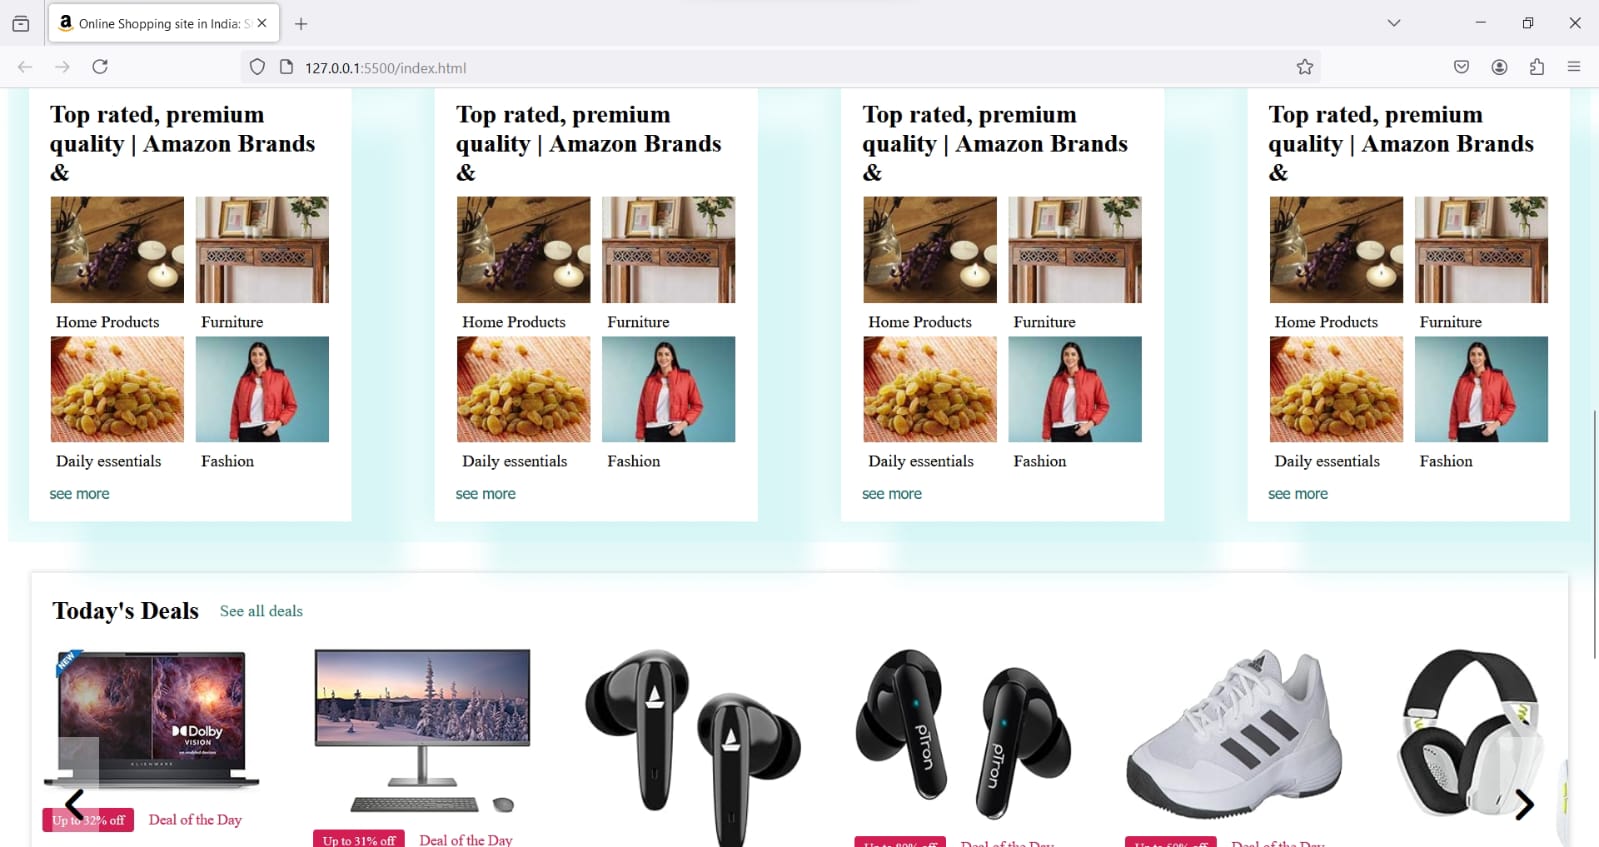 Online Shopping site in India:
127.0.0.1:5500/index.html
Top rated, premium
quality | Amazon Brands
&
Home Products
Furniture
Daily essentials
Fashion
see more
Top rated, premium
quality | Amazon Brands
&
Home Products
Furniture
Daily essentials
Fashion
see more
Top rated, premium
quality | Amazon Brands
&
Home Products
Furniture
Daily essentials
Fashion
see more
Top rated, premium
quality | Amazon Brands
&
Home Products
Furniture
Daily essentials
Fashion
see more
Today's Deals
See all deals
NEW
Dolby
VISION
ALIENWARE
pTron
pTron
Up to 32% off
Deal of the Day
Up to 31% off
Deal of the Day
Up to 80% off
Deal of the Day
Deal of the Day